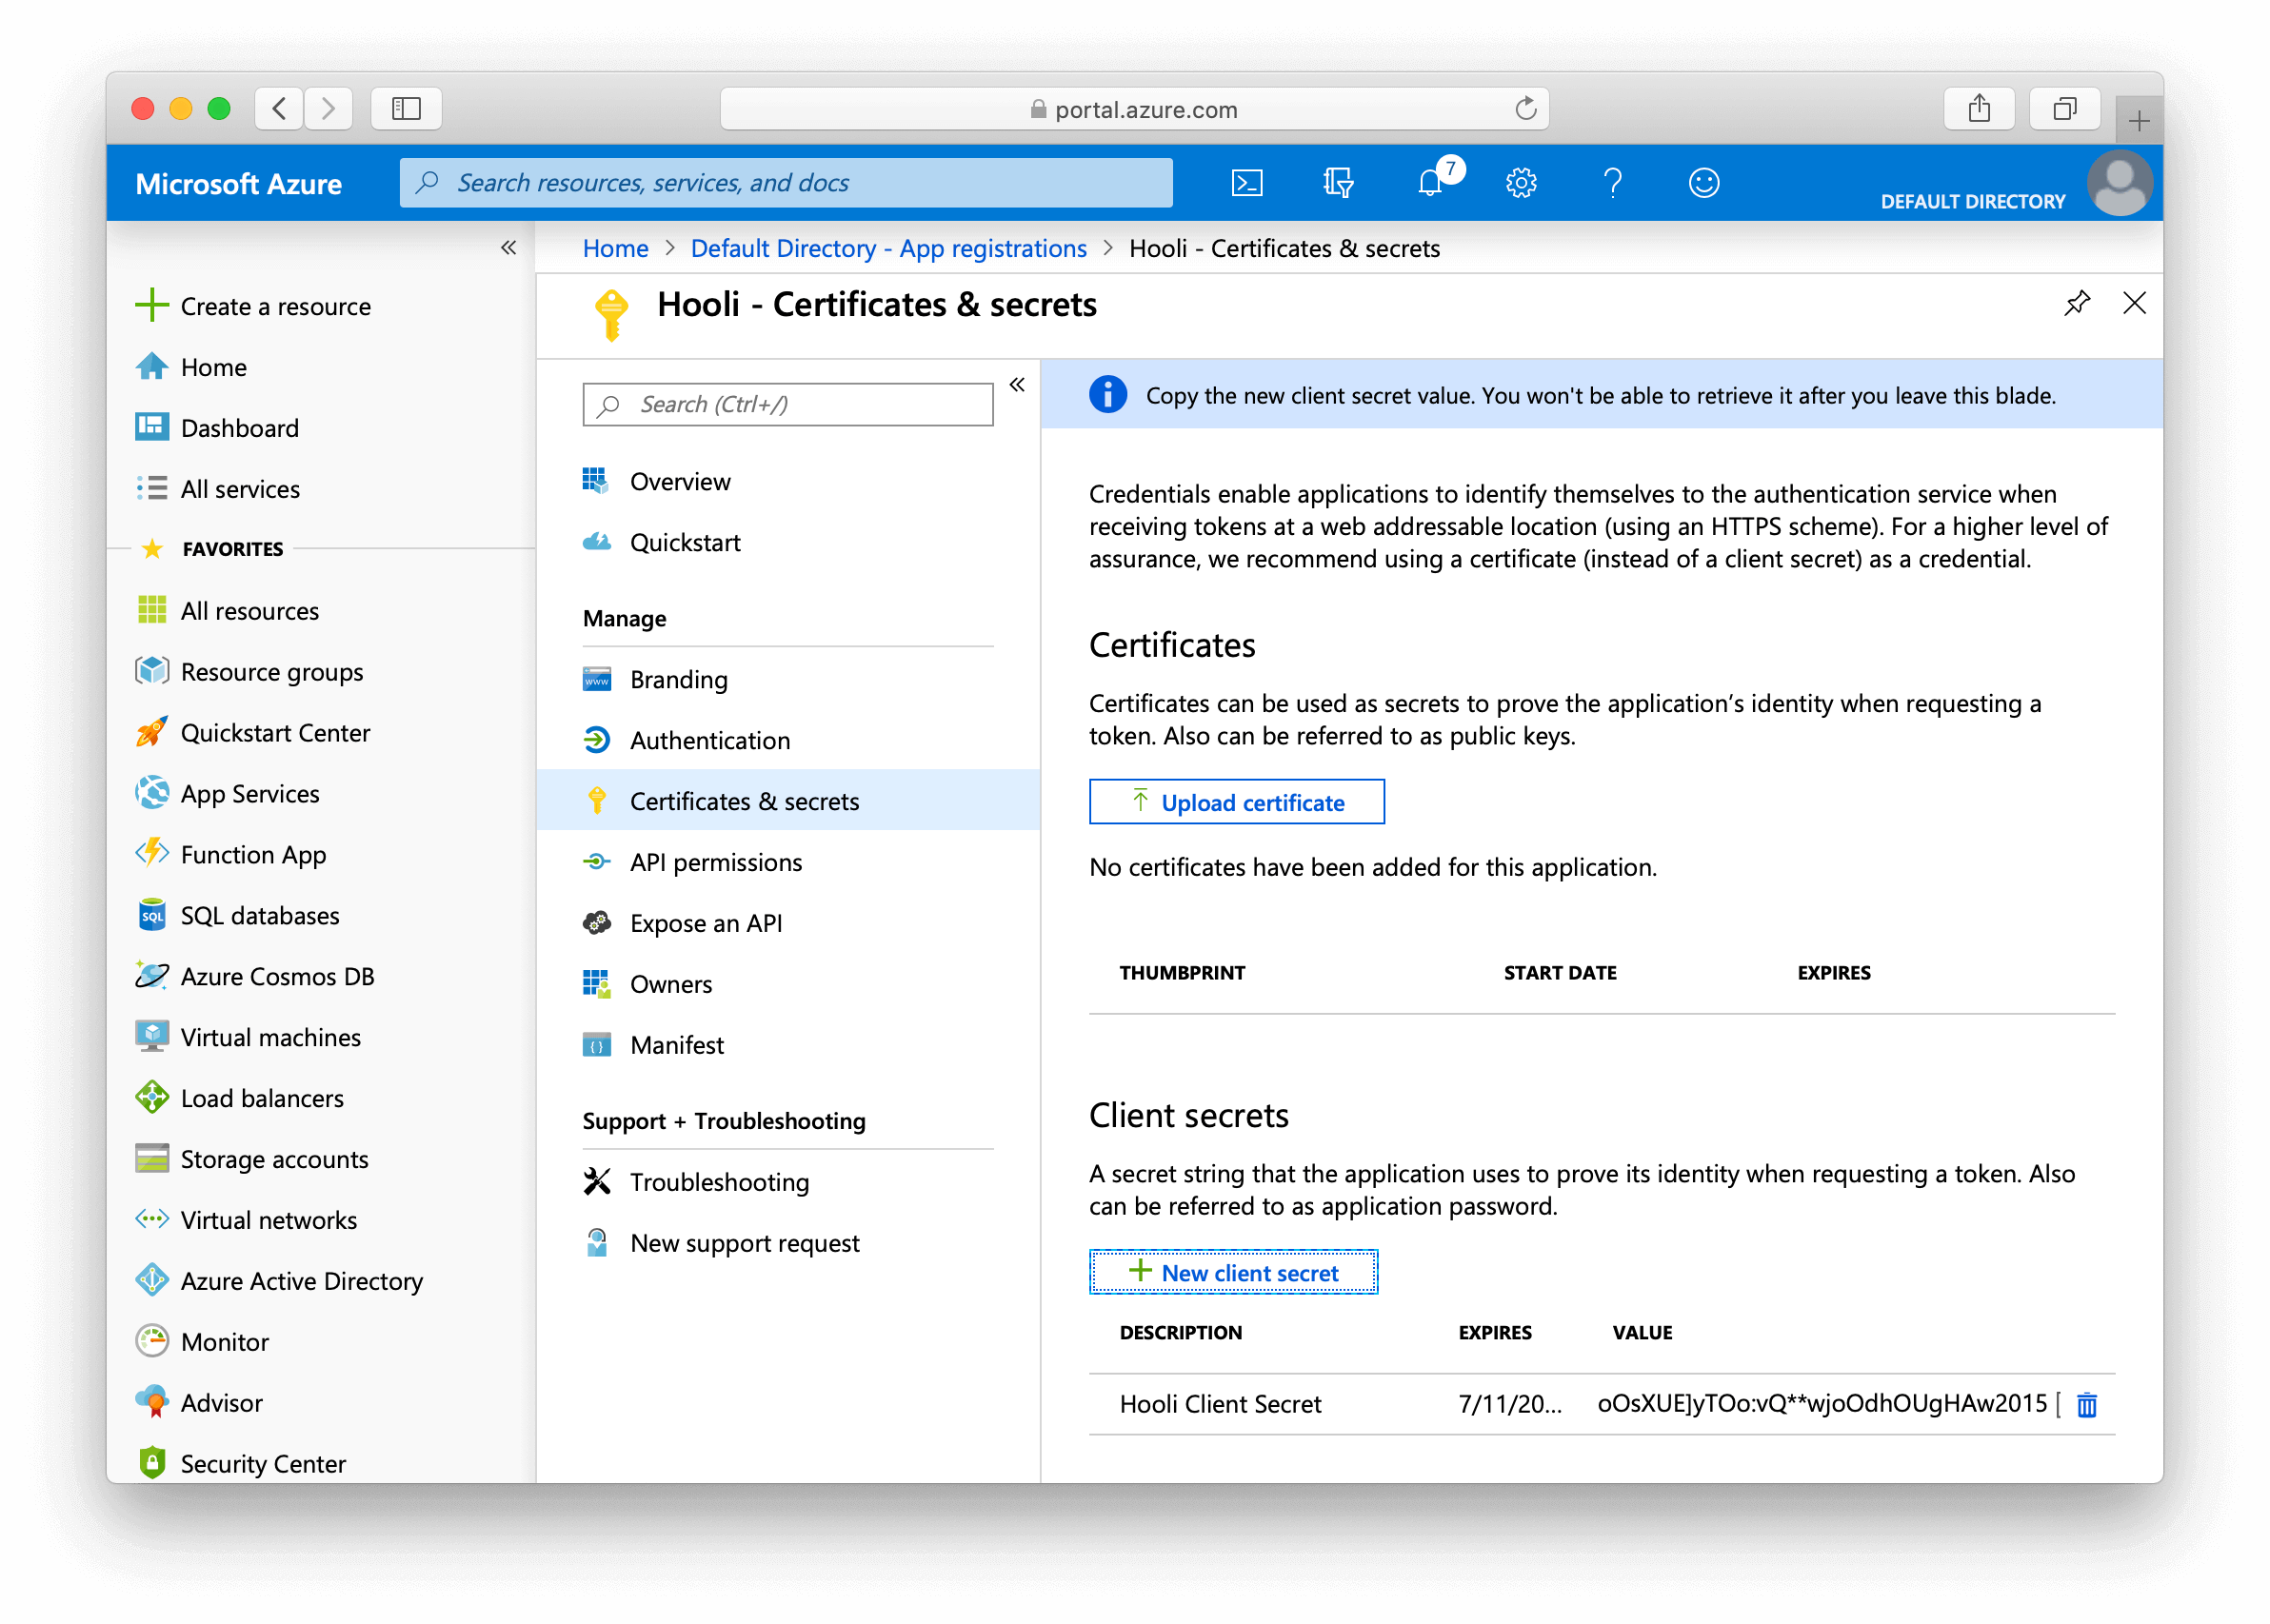 portal.azure.com
Microsoft Azure
Search resources, services, and docs
7
DEFAULT DIRECTORY
Home > Default Directory - App registrations > Hooli - Certificates & secrets
Create a resource
Home
Dashboard
All services
FAVORITES
All resources
Resource groups
Quickstart Center
App Services
Function App
SQL databases
Azure Cosmos DB
Virtual machines
Load balancers
Storage accounts
Virtual networks
Azure Active Directory
Monitor
Advisor
Security Center
Hooli - Certificates & secrets
Search (Ctrl+/)
Overview
Quickstart
Manage
Branding
Authentication
Certificates & secrets
API permissions
Expose an API
Owners
Manifest
Support + Troubleshooting
Troubleshooting
New support request
Copy the new client secret value. You won't be able to retrieve it after you leave this blade.
Credentials enable applications to identify themselves to the authentication service when
receiving tokens at a web addressable location (using an HTTPS scheme). For a higher level of
assurance, we recommend using a certificate (instead of a client secret) as a credential.
Certificates
Certificates can be used as secrets to prove the application’s identity when requesting a
token. Also can be referred to as public keys.
Upload certificate
No certificates have been added for this application.
THUMBPRINT START DATE EXPIRES
Client secrets
A secret string that the application uses to prove its identity when requesting a token. Also
can be referred to as application password.
New client secret
DESCRIPTION EXPIRES VALUE
Hooli Client Secret 7/11/20... oOsXUE]yTOo:vQ**wjoOdhOUgHAw2015 [